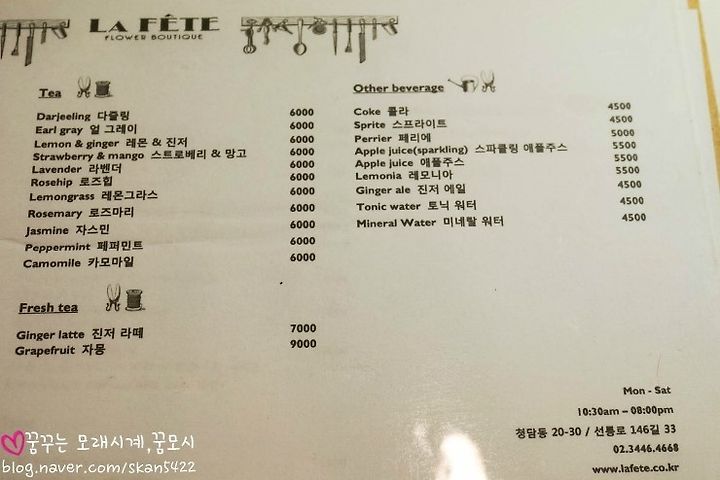 LA FÊTE
FLOWER BOUTIQUE
Tea
Darjeeling 다즐링 6000
Earl gray 얼 그레이 6000
Lemon & ginger 레몬 & 진저 6000
Strawberry & mango 스트로베리 & 망고 6000
Lavender 라벤더 6000
Rosehip 로즈힙 6000
Lemongrass 레몬그라스 6000
Rosemary 로즈마리 6000
Jasmine 자스민 6000
Peppermint 페퍼민트 6000
Camomile 카모마일 6000
Fresh tea
Ginger latte 진저 라떼 7000
Grapefruit 자몽 9000
Other beverage
Coke 콜라 4500
Sprite 스프라이트 4500
Perrier 페리에 5000
Apple juice(sparkling) 스파클링 애플주스 5500
Apple juice 애플주스 5500
Lemonia 레모니아 5500
Ginger ale 진저 에일 4500
Tonic water 토닉 워터 4500
Mineral Water 미네랄 워터 4500
Mon - Sat
10:30am – 08:00pm
청담동 20-30 / 선릉로 146길 33
02.3446.4668
www.lafete.co.kr
꿈꾸는 모래시계,꿈모시
blog.naver.com/skan5422